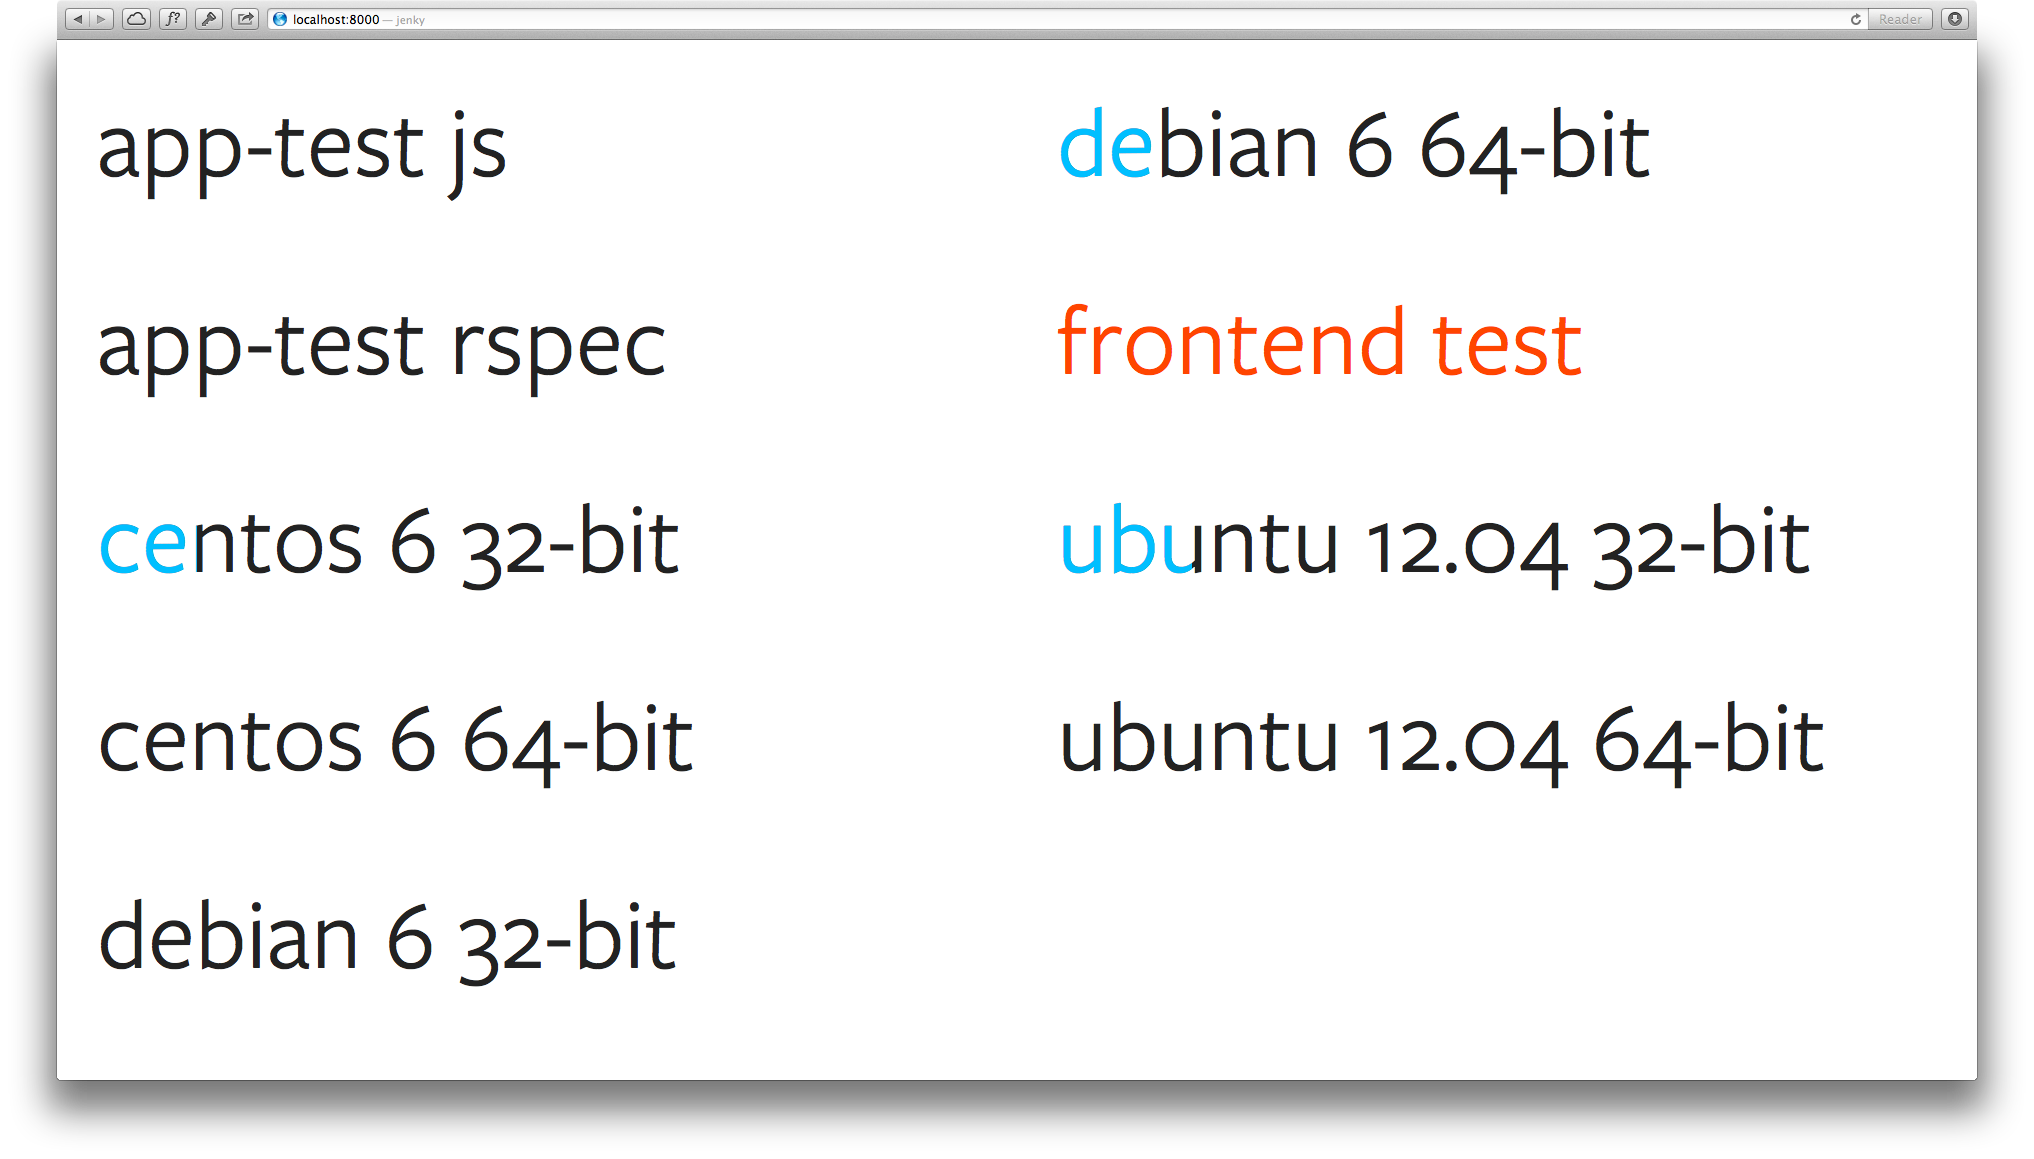 f?
localhost:8000 — jenky
Reader
app-test js
app-test rspec
centos 6 32-bit
centos 6 64-bit
debian 6 32-bit
debian 6 64-bit
frontend test
ubuntu 12.04 32-bit
ubuntu 12.04 64-bit